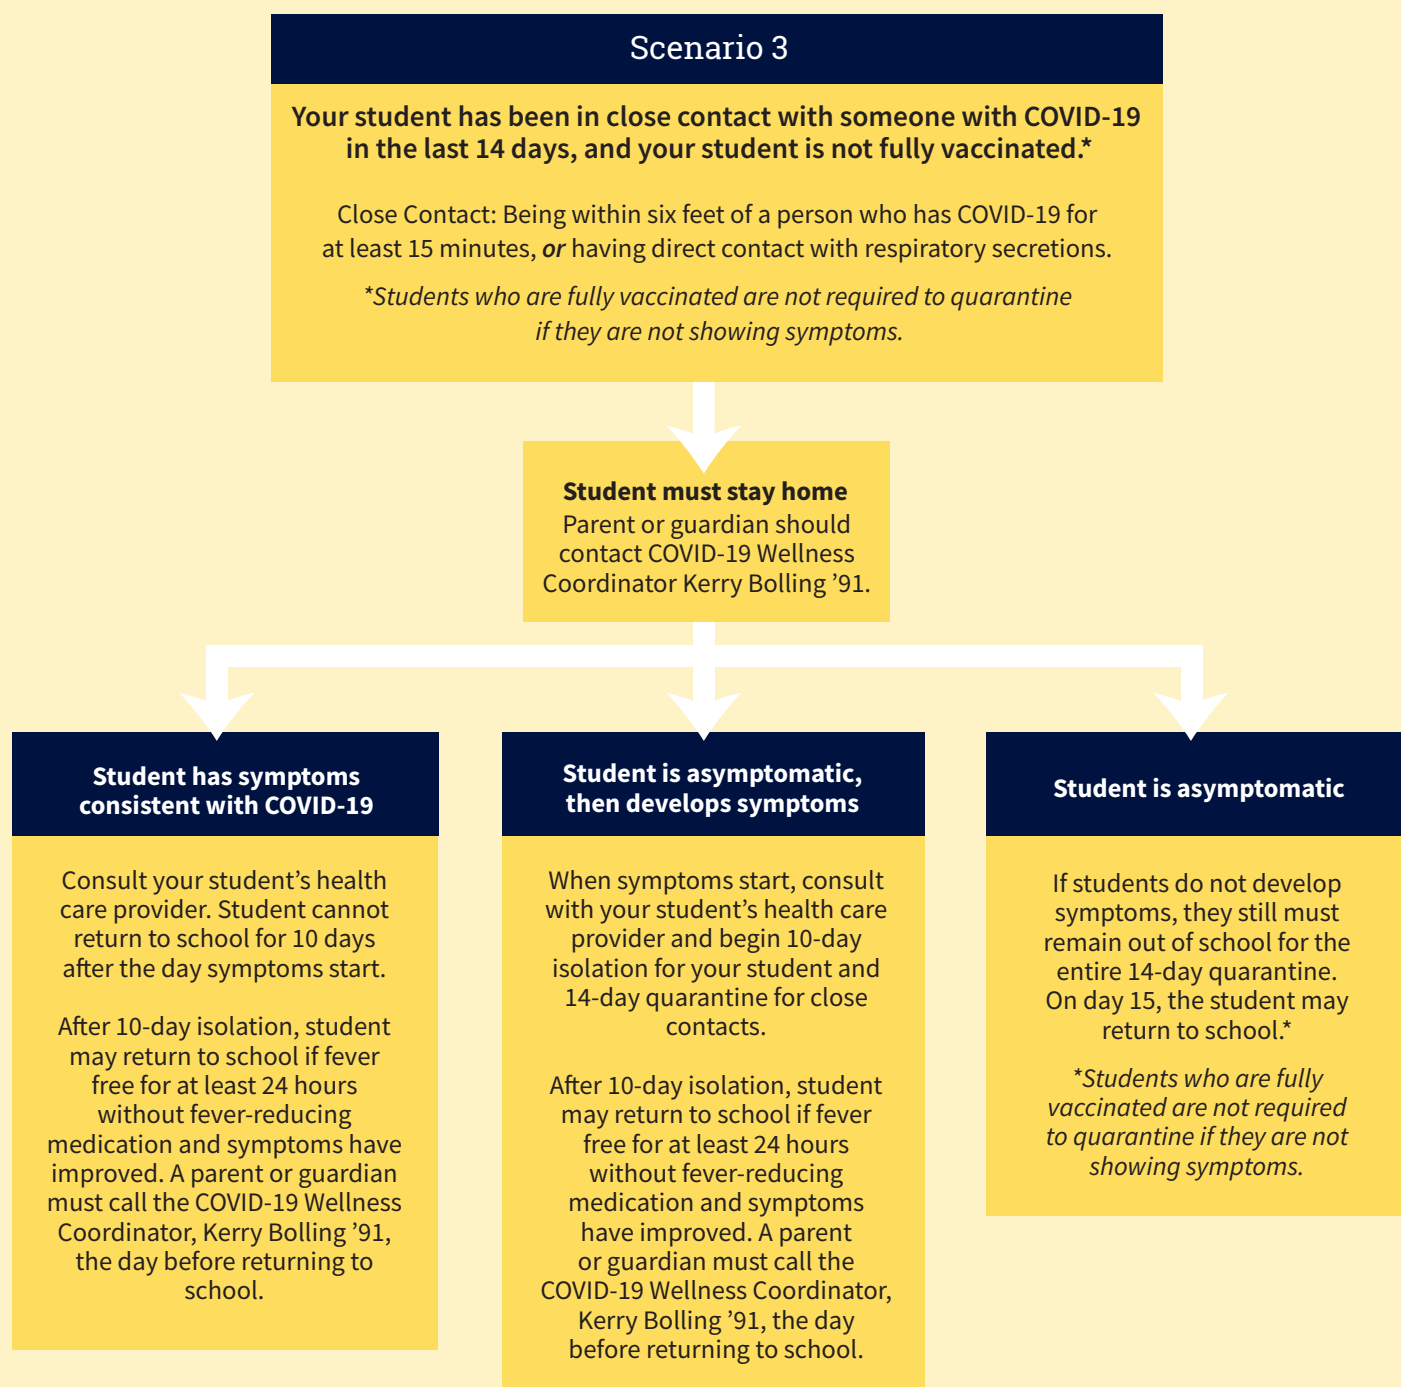 Scenario 3
Your student has been in close contact with someone with COVID-19
in the last 14 days, and your student is not fully vaccinated.*
Close Contact: Being within six feet of a person who has COVID-19 for
at least 15 minutes, or having direct contact with respiratory secretions.
*Students who are fully vaccinated are not required to quarantine
if they are not showing symptoms.
Student must stay home
Parent or guardian should
contact COVID-19 Wellness
Coordinator Kerry Bolling ’91.
Student has symptoms
consistent with COVID-19
Consult your student’s health
care provider. Student cannot
return to school for 10 days
after the day symptoms start.
After 10-day isolation, student
may return to school if fever
free for at least 24 hours
without fever-reducing
medication and symptoms have
improved. A parent or guardian
must call the COVID-19 Wellness
Coordinator, Kerry Bolling ’91,
the day before returning to
school.
Student is asymptomatic,
then develops symptoms
When symptoms start, consult
with your student’s health care
provider and begin 10-day
isolation for your student and
14-day quarantine for close
contacts.
After 10-day isolation, student
may return to school if fever
free for at least 24 hours
without fever-reducing
medication and symptoms
have improved. A parent
or guardian must call the
COVID-19 Wellness Coordinator,
Kerry Bolling ’91, the day
before returning to school.
Student is asymptomatic
If students do not develop
symptoms, they still must
remain out of school for the
entire 14-day quarantine.
On day 15, the student may
return to school.*
*Students who are fully
vaccinated are not required
to quarantine if they are not
showing symptoms.